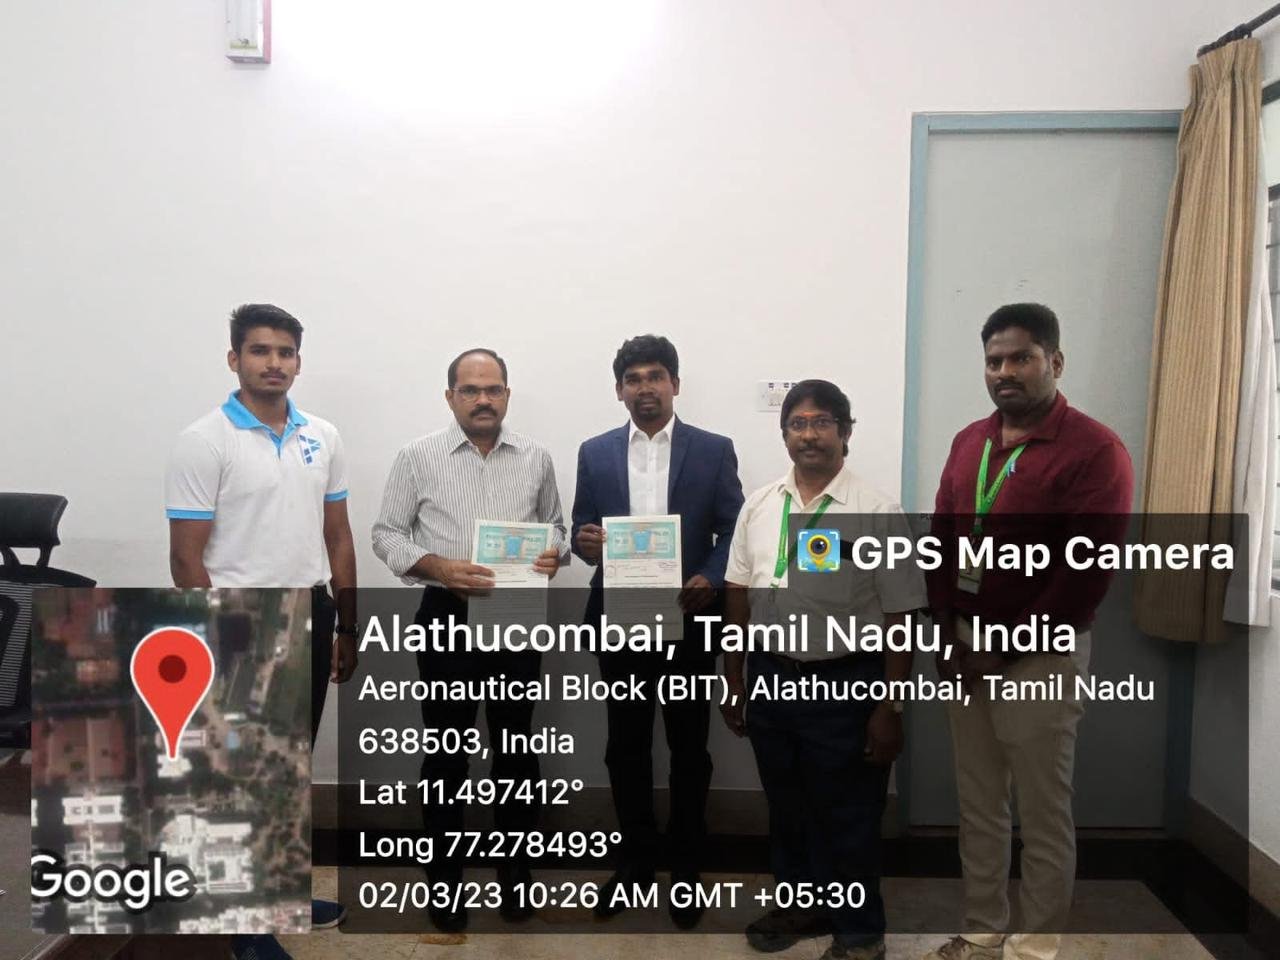 GPS Map Camera
Alathucombai, Tamil Nadu, India
Aeronautical Block (BIT), Alathucombai, Tamil Nadu
638503, India
Lat 11.497412°
Long 77.278493°
02/03/23 10:26 AM GMT +05:30
Google